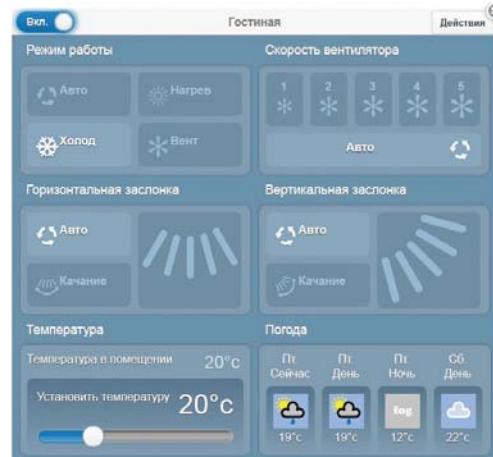 Вкл.
Гостиная
Действия
Режим работы
Скорость вентилятора
Авто
Нагрев
1 2 3 4 5
Холод
Вент
Авто
Горизонтальная заслонка
Вертикальная заслонка
Авто
Авто
Качание
Качание
Температура
Погода
Температура в помещении 20°c
Установить температуру 20°c
Пт. Пт. Пт. Сб.
Сейчас День Ночь День
fog
19°c 19°c 12°c 22°c